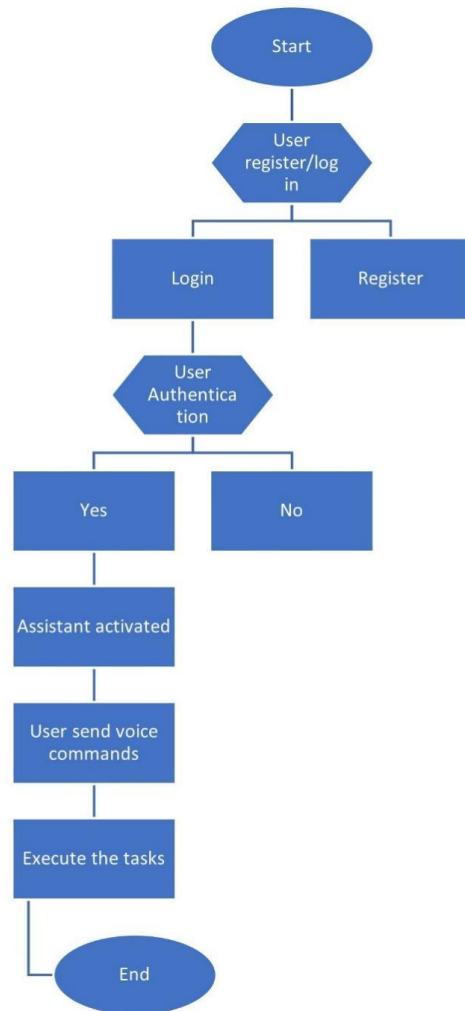 Start
User
register/log
in
Login
Register
User
Authentica
tion
Yes
No
Assistant activated
User send voice
commands
Execute the tasks
End